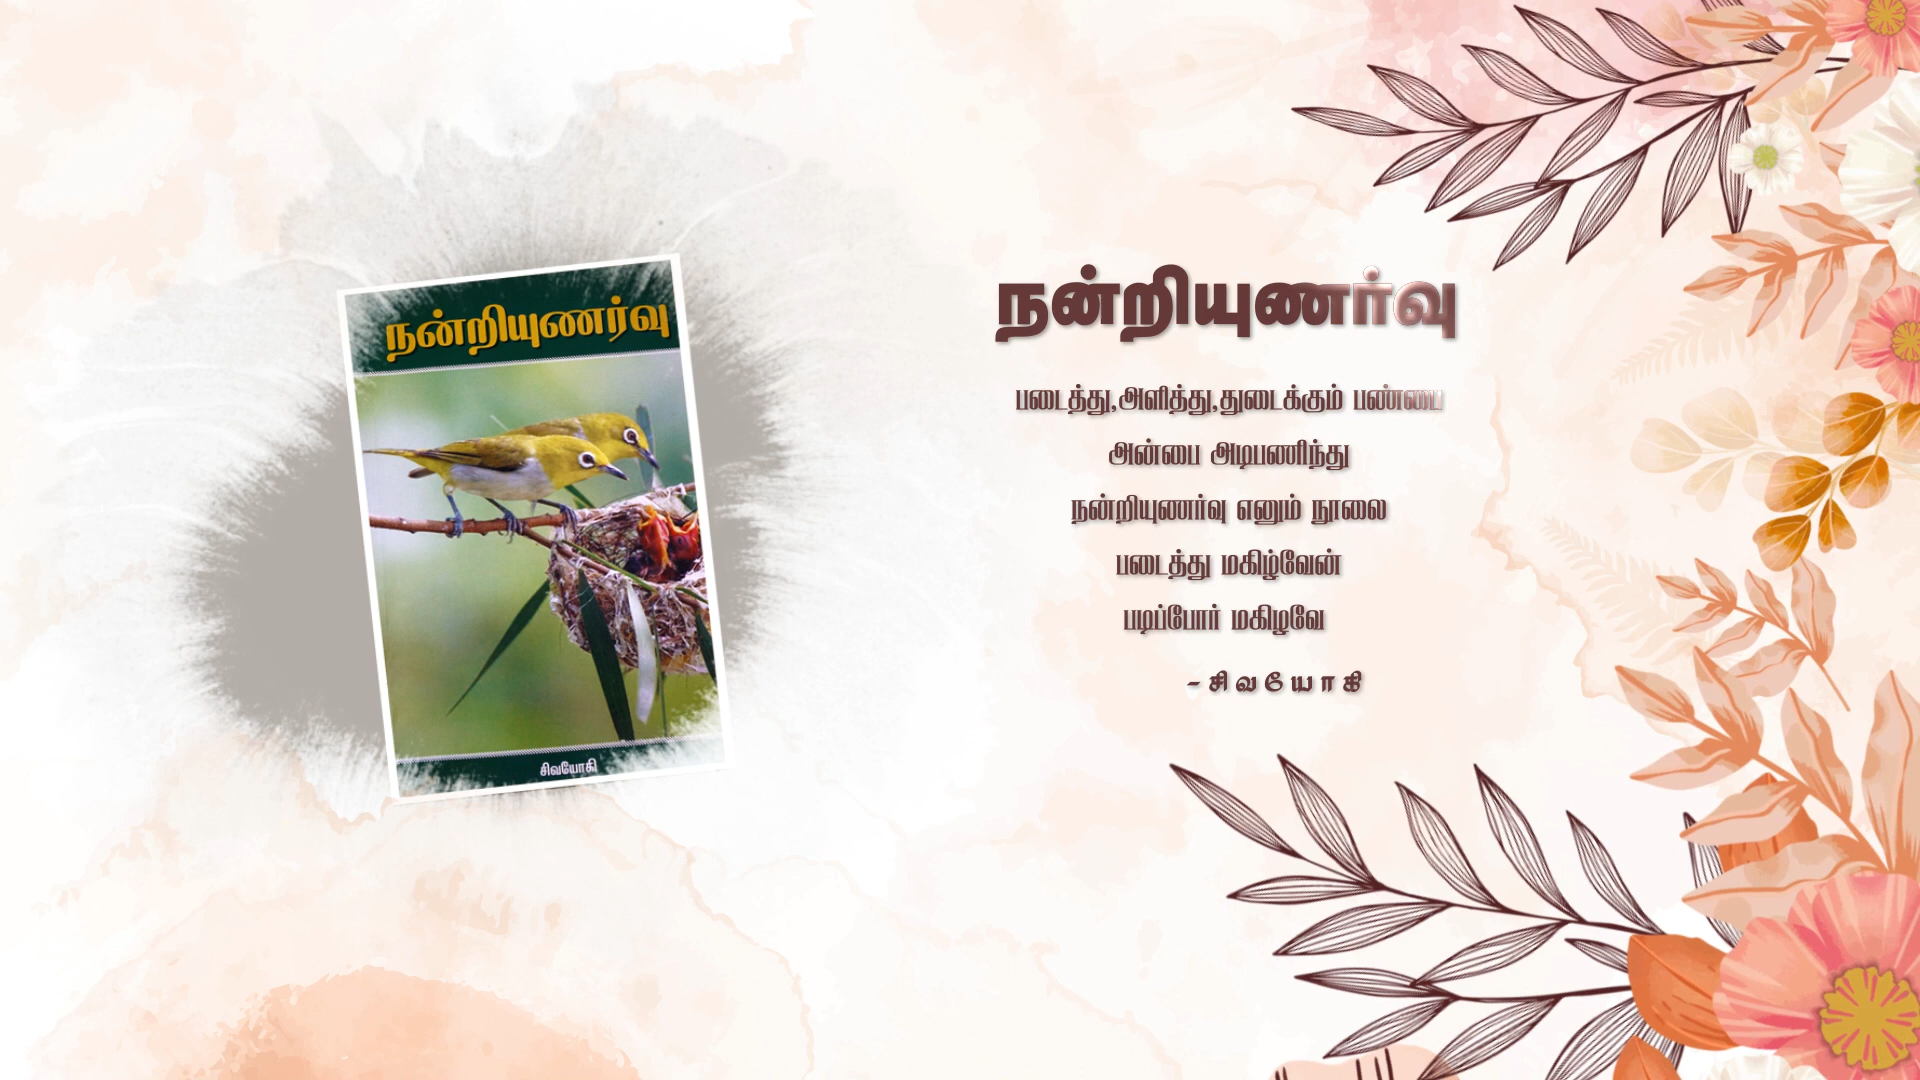 நன்றியுணர்வு
சிவயோகி
நன்றியுணர்வு
படைத்து,அளித்து,துடைக்கும்
அன்பை அடிபணிந்து
நன்றியுணர்வு எனும் நூலை
படைத்து மகிழ்வேன்
படிப்போர் மகிழவே
- சிவயோகி